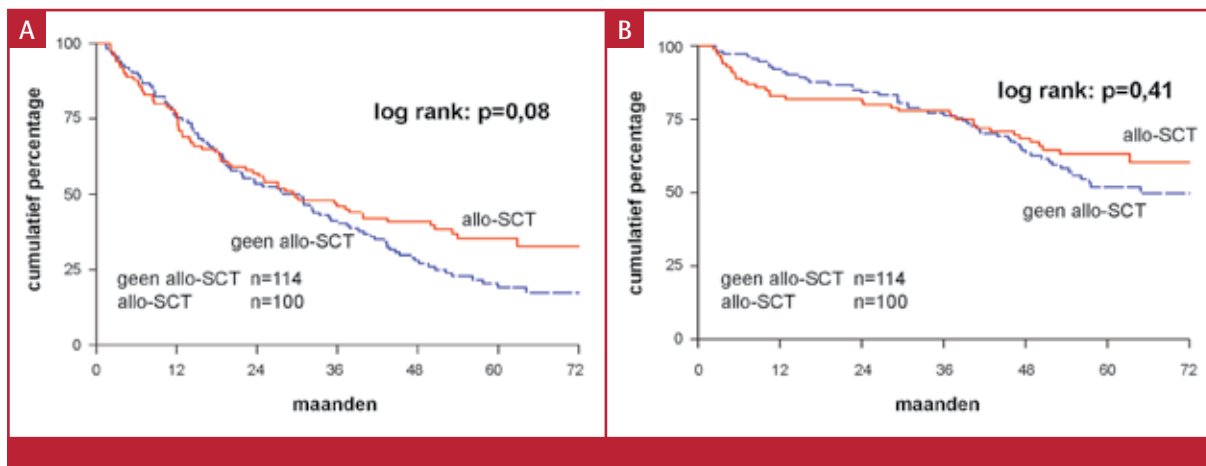 A
100
75
50
25
0
cumulatief percentage
log rank: p=0,08
allo-SCT
geen allo-SCT
geen allo-SCT n=114
allo-SCT n=100
0 12 24 36 48 60 72
maanden
B
100
75
50
25
0
cumulatief percentage
log rank: p=0,41
allo-SCT
geen allo-SCT
geen allo-SCT n=114
allo-SCT n=100
0 12 24 36 48 60 72
maanden